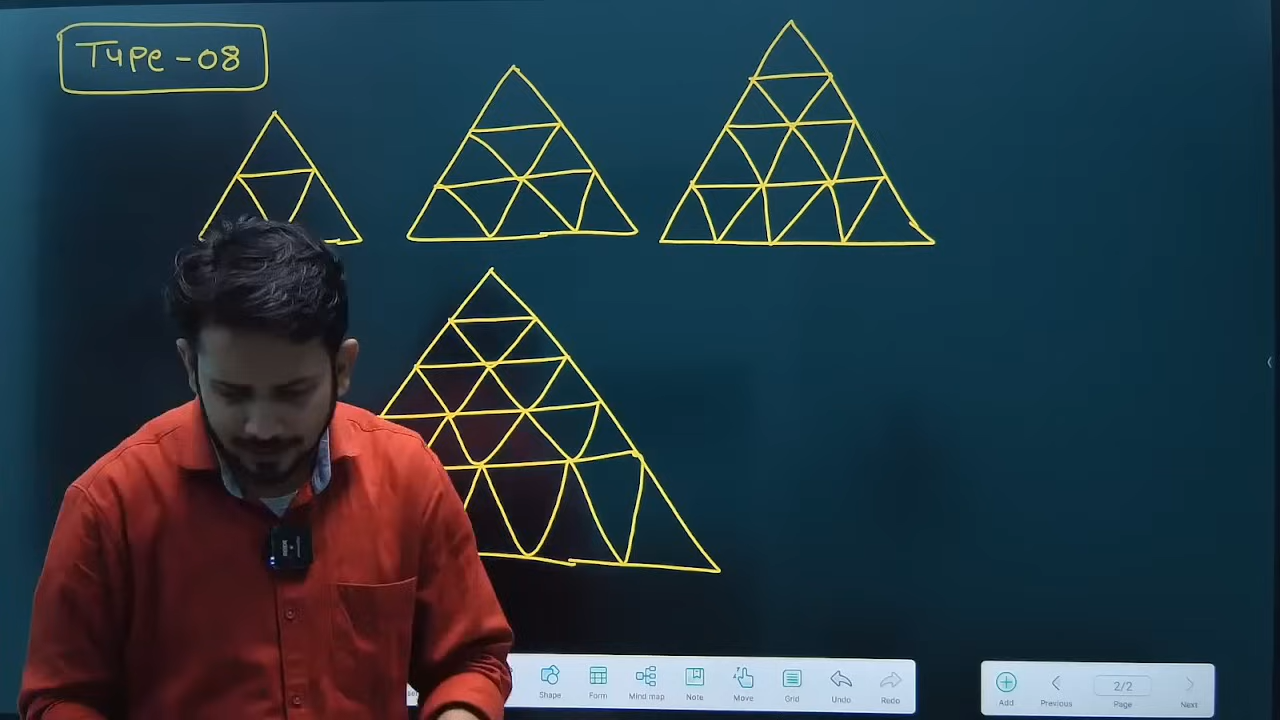 Type-08
Shape
Form
Mind map
Note
Move
Grid
Undo
Redo
Add
Previous
2/2
Page
Next